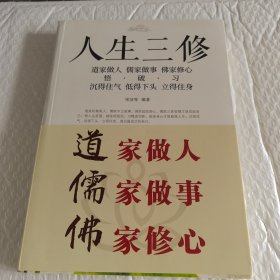 人生三修
道家做人 儒家做事 佛家修心
悟·破·习
沉得住气 低得下头 立得住身
编著
道家做人
儒家做事
佛家修心